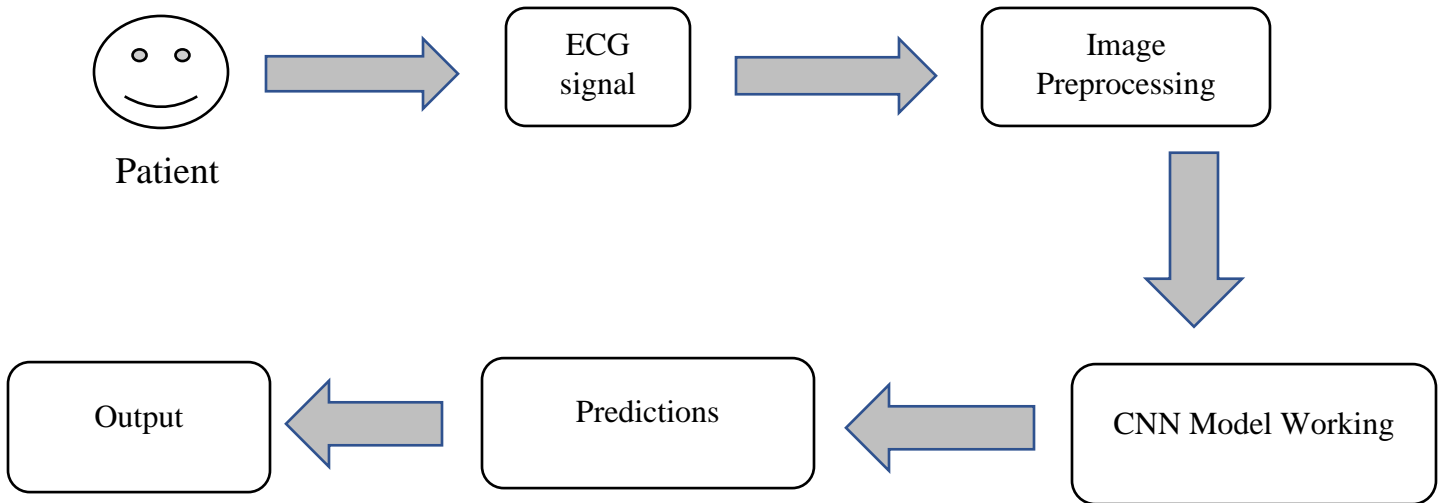 Patient
ECG
signal
Image
Preprocessing
CNN Model Working
Predictions
Output